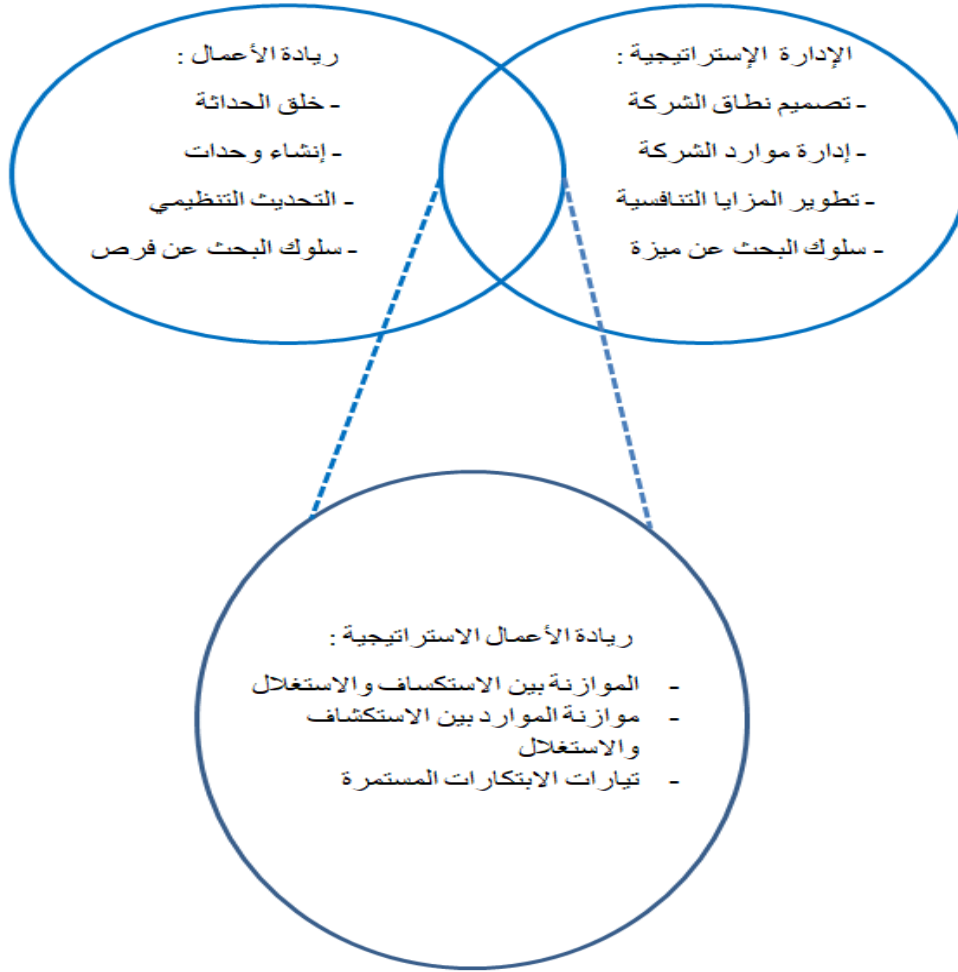 الإدارة الإستراتيجية :
- تصميم نطاق الشركة
- إدارة موارد الشركة
- تطوير المزايا التنافسية
- سلوك البحث عن ميزة
ريادة الأعمال :
- خلق الحداثة
- إنشاء وحدات
- التحديث التنظيمي
- سلوك البحث عن فرص
ريادة الأعمال الاستراتيجية :
- الموازنة بين الاستكساف والاستغلال
- موازنة الموارد بين الاستكشاف
والاستغلال
- تيارات الابتكارات المستمرة